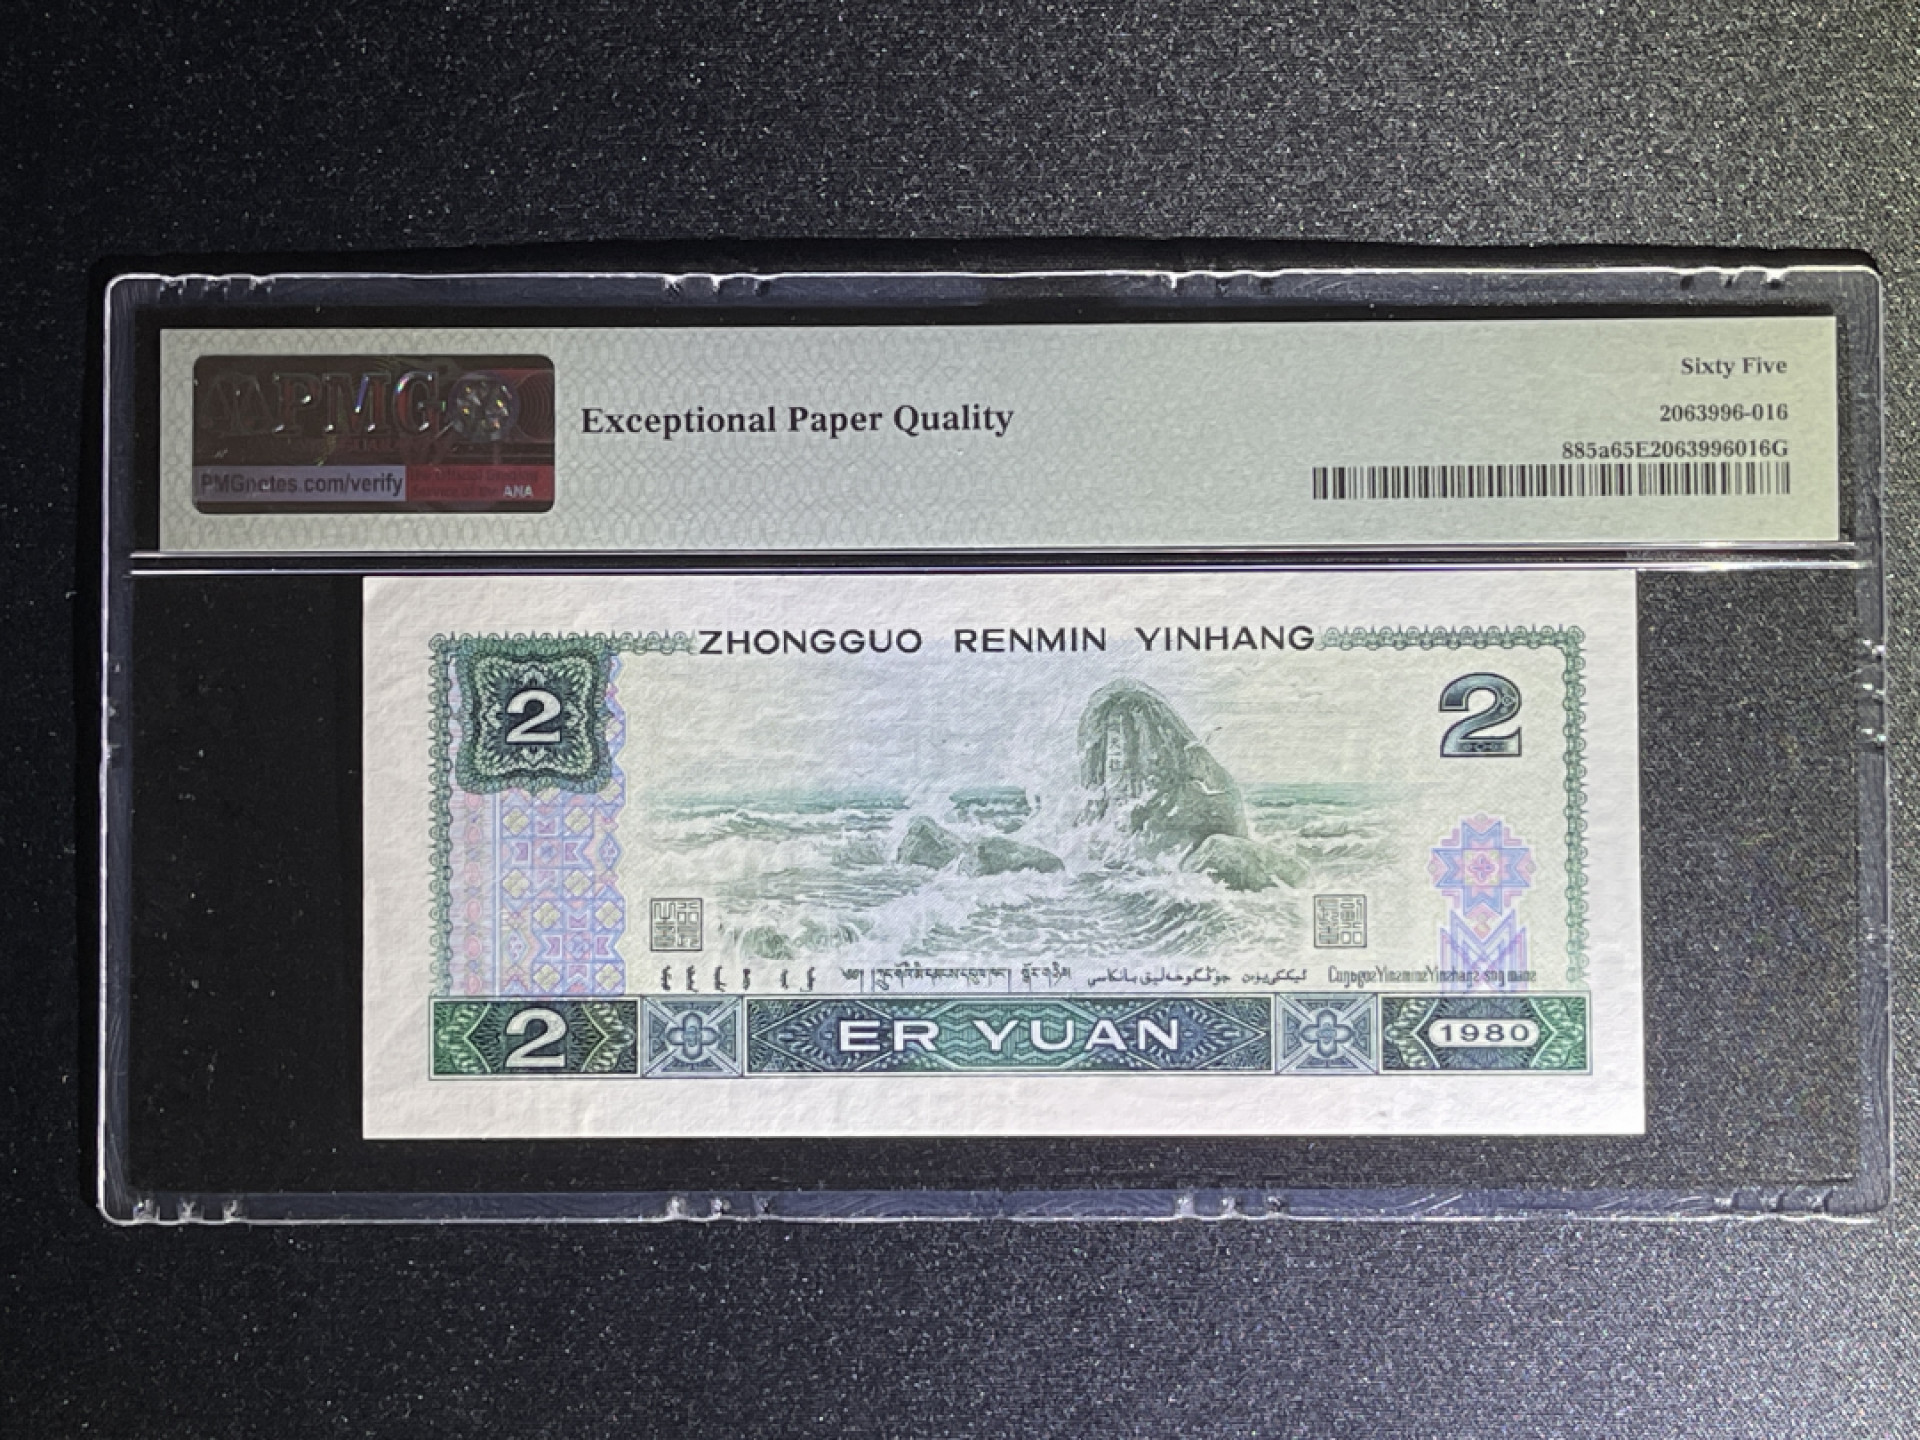 PMG
PMGnotes.com/verify
ANA
Exceptional Paper Quality
Sixty Five
2063996-016
885a65E2063996016G
ZHONGGUO RENMIN YINHANG
2
2
2
ER YUAN
1980